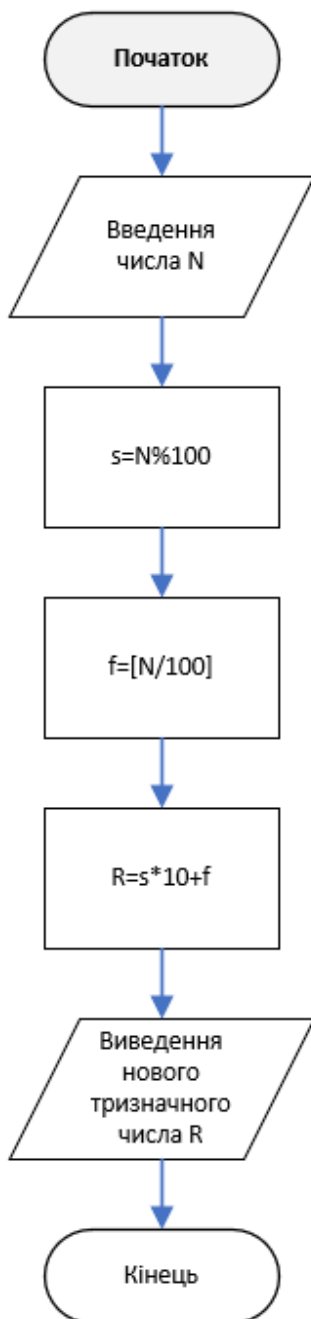 Початок
Введення
числа N
s=N%100
f=[N/100]
R=s*10+f
Виведення
нового
тризначного
числа R
Кінець